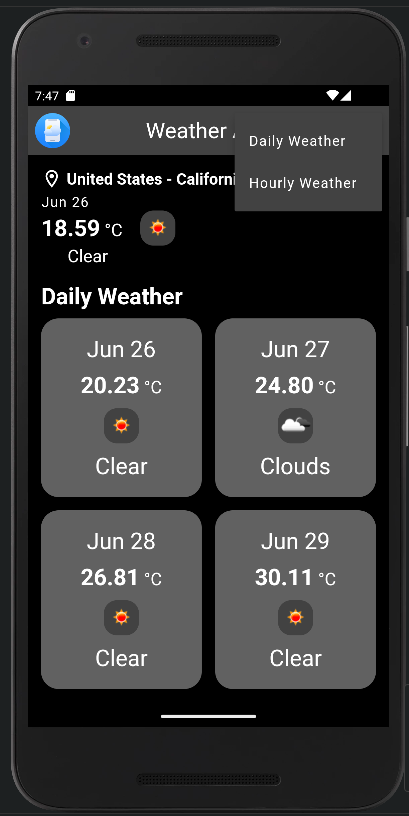 7:47
Weather
Daily Weather
Hourly Weather
United States - Californi
Jun 26
18.59 °C
Clear
Daily Weather
Jun 26
20.23 °C
Clear
Jun 27
24.80 °C
Clouds
Jun 28
26.81 °C
Clear
Jun 29
30.11 °C
Clear